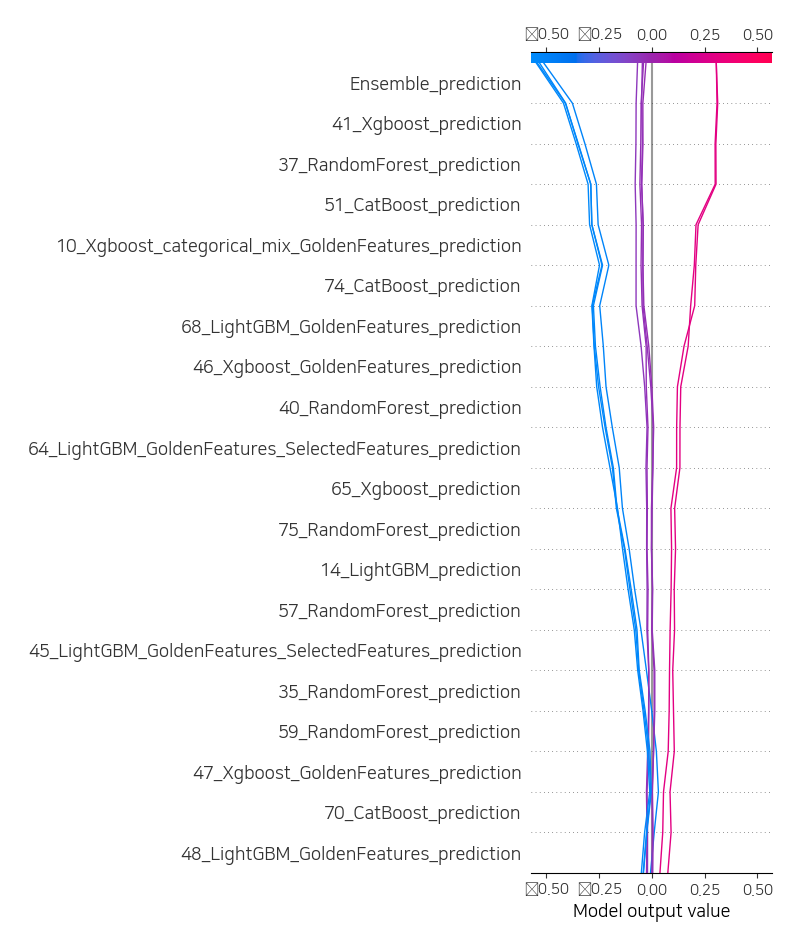 ▯0.50 ▯0.25 0.00 0.25 0.50
Ensemble_prediction
41_Xgboost_prediction
37_RandomForest_prediction
51_CatBoost_prediction
10_Xgboost_categorical_mix_GoldenFeatures_prediction
74_CatBoost_prediction
68_LightGBM_GoldenFeatures_prediction
46_Xgboost_GoldenFeatures_prediction
40_RandomForest_prediction
64_LightGBM_GoldenFeatures_SelectedFeatures_prediction
65_Xgboost_prediction
75_RandomForest_prediction
14_LightGBM_prediction
57_RandomForest_prediction
45_LightGBM_GoldenFeatures_SelectedFeatures_prediction
35_RandomForest_prediction
59_RandomForest_prediction
47_Xgboost_GoldenFeatures_prediction
70_CatBoost_prediction
48_LightGBM_GoldenFeatures_prediction
▯0.50 ▯0.25 0.00 0.25 0.50
Model output value